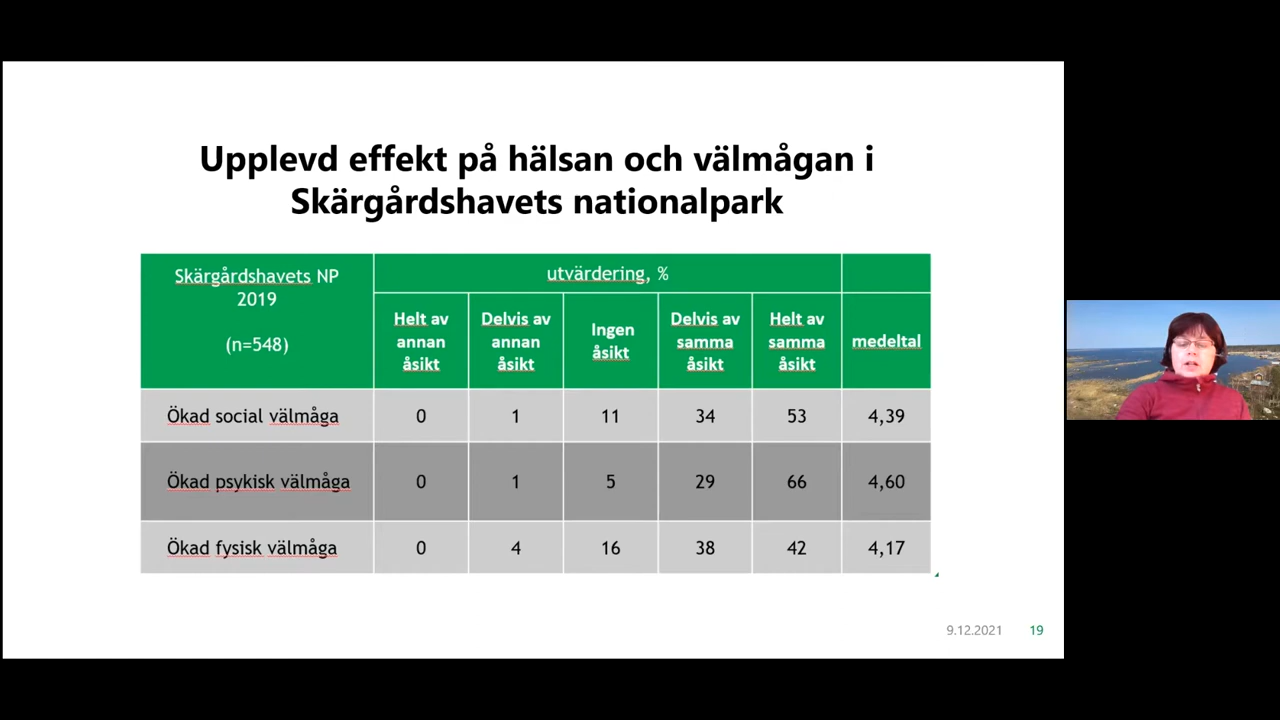 Upplevd effekt på hälsan och välmågan i
Skärgårdshavets nationalpark
Skärgårdshavets NP
2019
(n=548)
utvärdering, %
Helt av annan åsikt
Delvis av annan åsikt
Ingen åsikt
Delvis av samma åsikt
Helt av samma åsikt
medeltal
Ökad social välmåga 0 1 11 34 53 4,39
Ökad psykisk välmåga 0 1 5 29 66 4,60
Ökad fysisk välmåga 0 4 16 38 42 4,17
9.12.2021 19